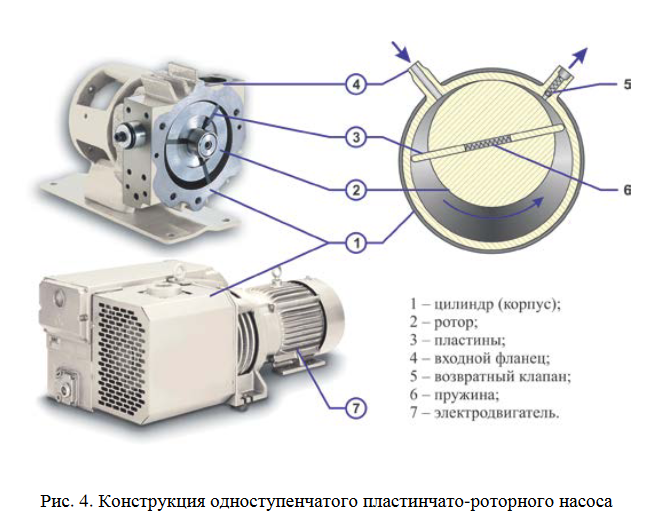 4
5
3
2
6
1
7
1 – цилиндр (корпус);
2 – ротор;
3 – пластины;
4 – входной фланец;
5 – возвратный клапан;
6 – пружина;
7 – электродвигатель.
Рис. 4. Конструкция одноступенчатого пластинчато-роторного насоса